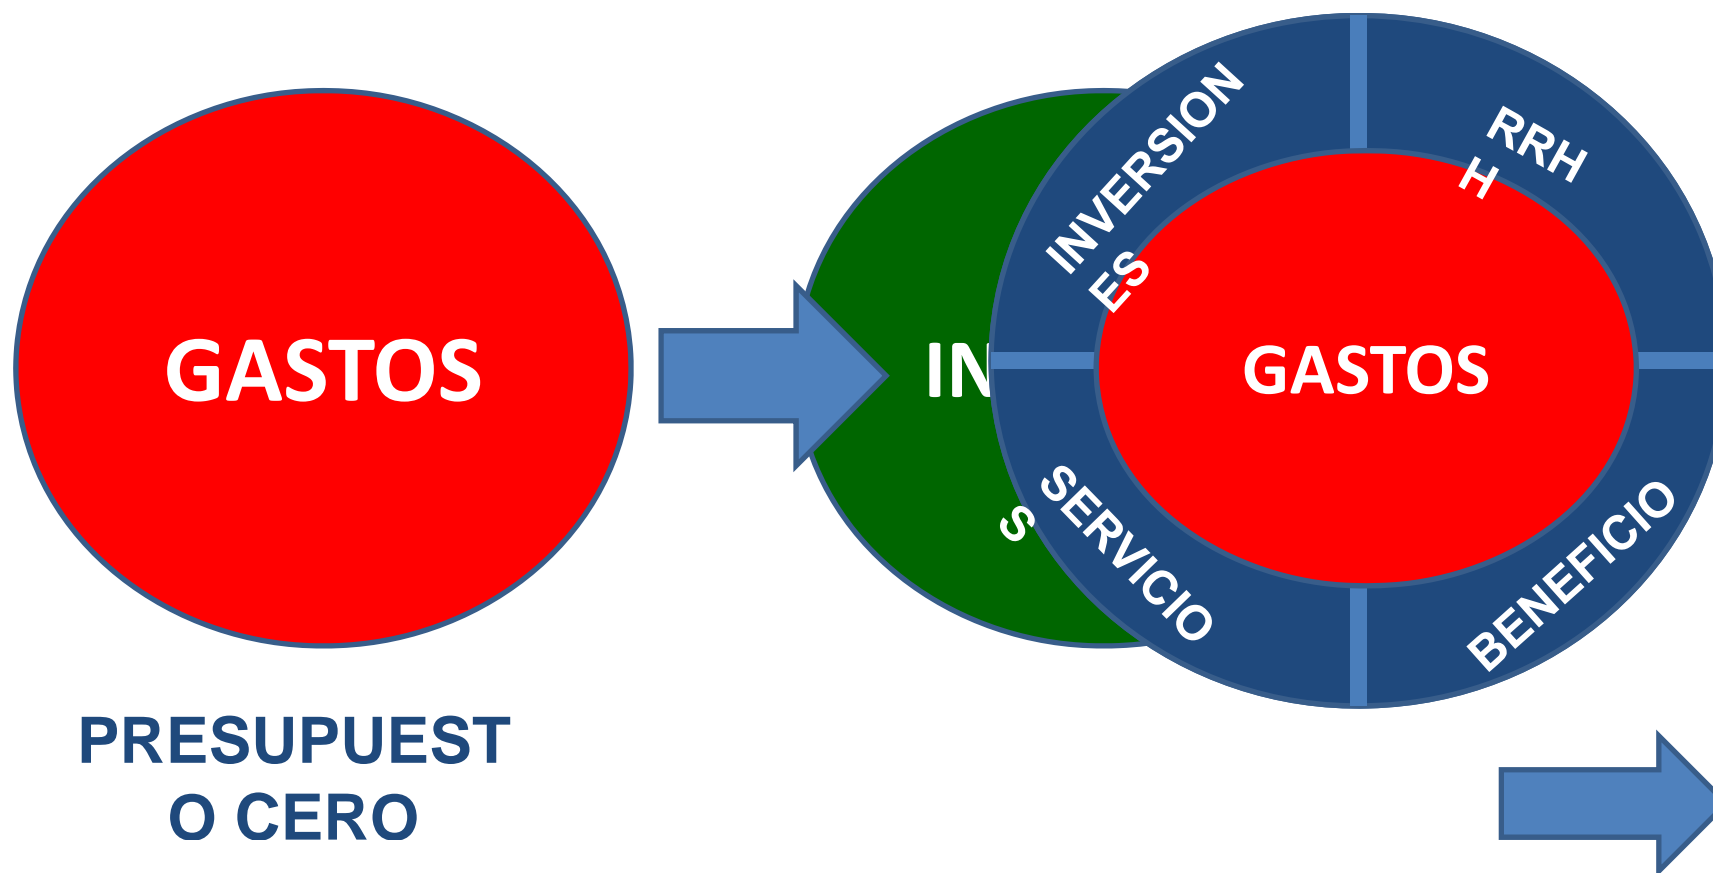 GASTOS
IN
INVERSION
ES
RRH
H
GASTOS
SERVICIO
S
BENEFICIO
PRESUPUEST
O CERO